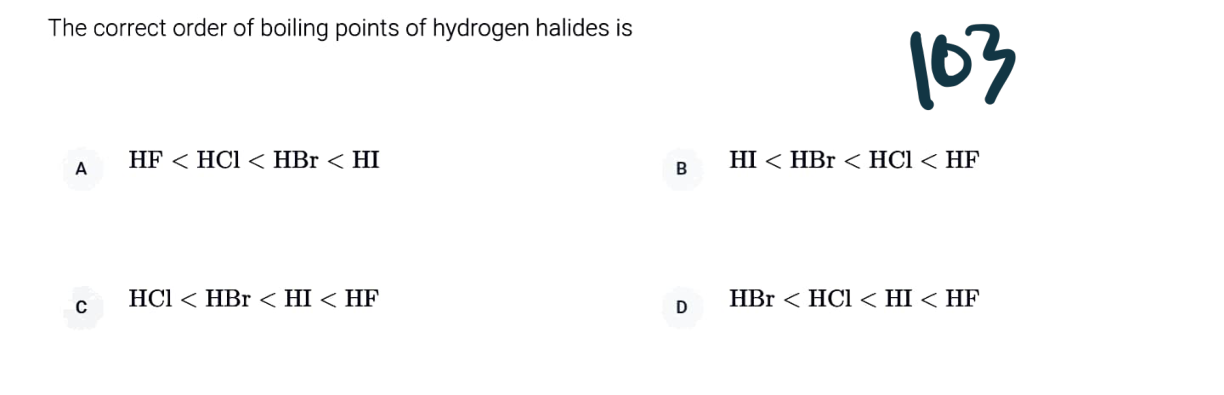 The correct order of boiling points of hydrogen halides is
103
A HF < HCl < HBr < HI
B HI < HBr < HCl < HF
C HCl < HBr < HI < HF
D HBr < HCl < HI < HF